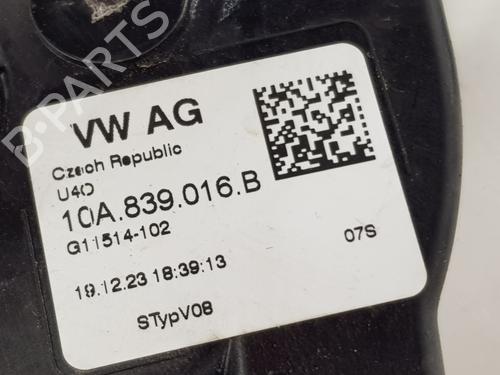 B-PARTS
VW AG
Czech Republic
U4O
10A.839.016.B
G11514-102
07S
19.12.23 18:39:13
STypV08